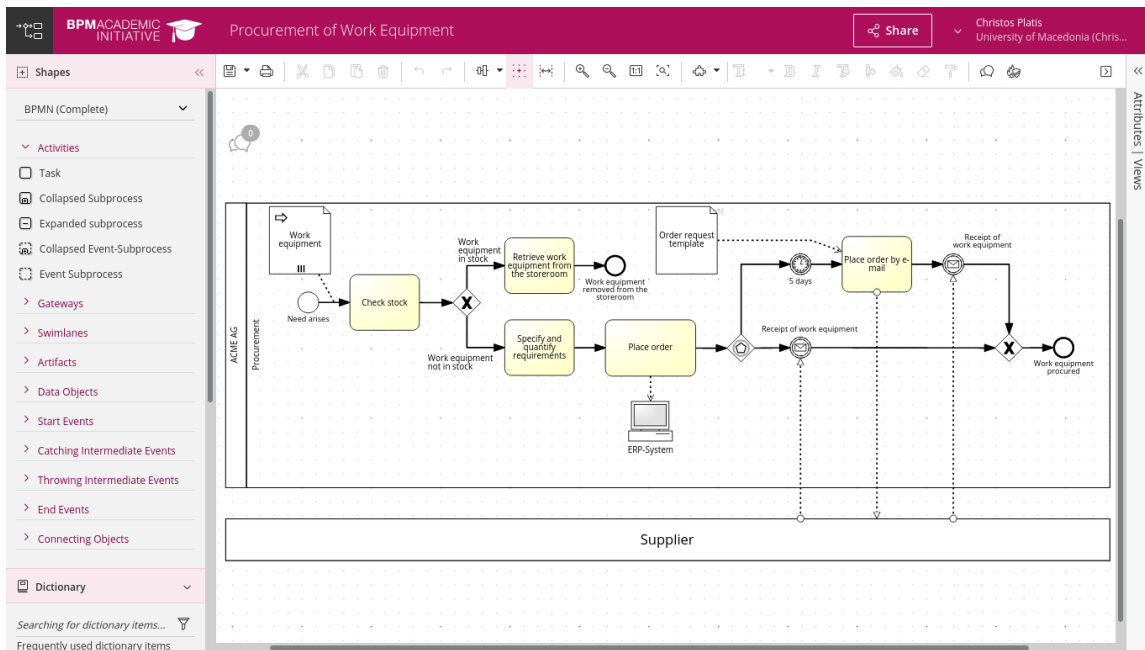 BPMACADEMIC
INITIATIVE
Procurement of Work Equipment
Share
Christos Platis
University of Macedonia (Chris...
Shapes
BPMN (Complete)
Activities
Task
Collapsed Subprocess
Expanded subprocess
Collapsed Event-Subprocess
Event Subprocess
Gateways
Swimlanes
Artifacts
Data Objects
Start Events
Catching Intermediate Events
Throwing Intermediate Events
End Events
Connecting Objects
Dictionary
Searching for dictionary items...
Frequently used dictionary items
1:1
Attributes | Views
0
ACME AG
Procurement
Work
equipment
Need arises
Check stock
Work
equipment
in stock
X
Work equipment
not in stock
Retrieve work
equipment from
the storeroom
Work equipment
removed from the
storeroom
Specify and
quantify
requirements
Place order
ERP-System
Order request
template
5 days
Place order by e-
mail
Receipt of
work equipment
Receipt of work equipment
X
Work equipment
procured
Supplier